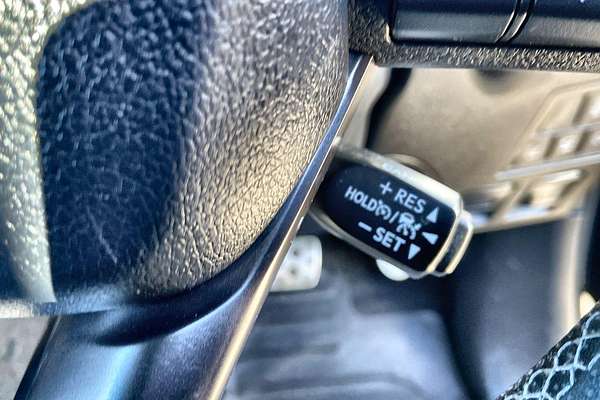 + RES
HOLD /
− SET